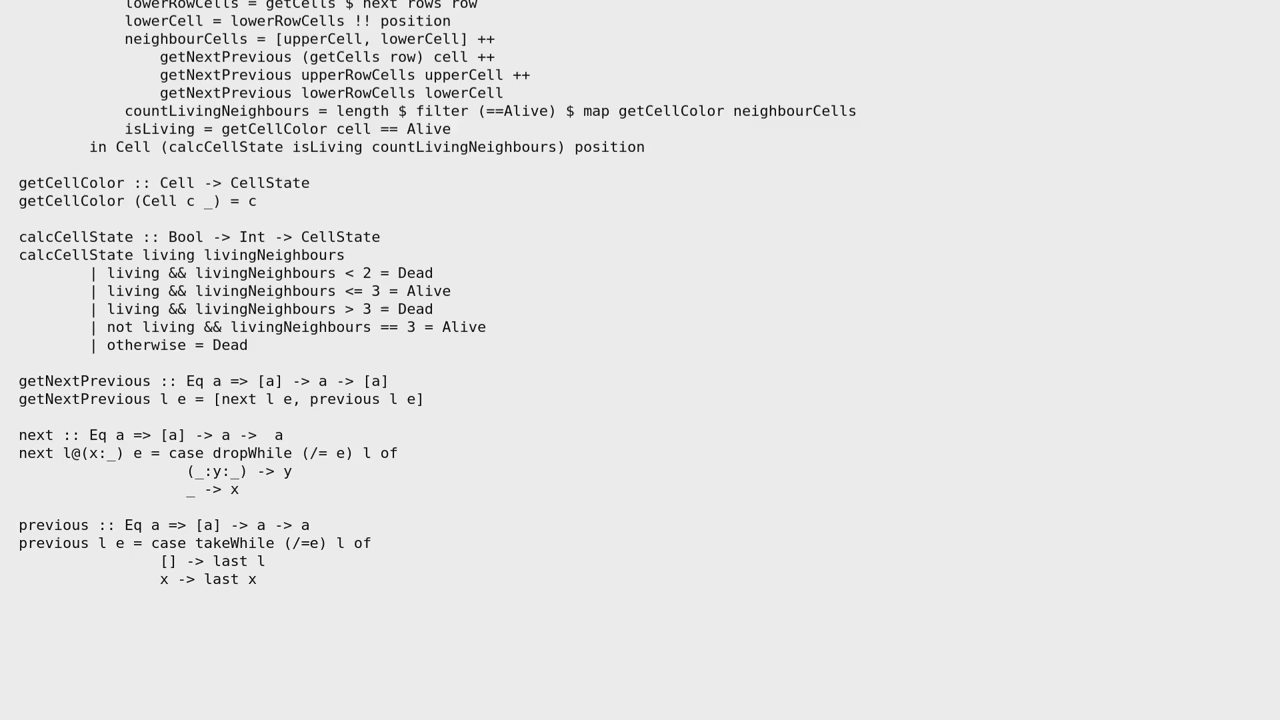 lowerRowCells = getCells $ next rows row
lowerCell = lowerRowCells !! position
neighbourCells = [upperCell, lowerCell] ++
getNextPrevious (getCells row) cell ++
getNextPrevious upperRowCells upperCell ++
getNextPrevious lowerRowCells lowerCell
countLivingNeighbours = length $ filter (==Alive) $ map getCellColor neighbourCells
isLiving = getCellColor cell == Alive
in Cell (calcCellState isLiving countLivingNeighbours) position
getCellColor :: Cell -> CellState
getCellColor (Cell c _) = c
calcCellState :: Bool -> Int -> CellState
calcCellState living livingNeighbours
| living && livingNeighbours < 2 = Dead
| living && livingNeighbours <= 3 = Alive
| living && livingNeighbours > 3 = Dead
| not living && livingNeighbours == 3 = Alive
| otherwise = Dead
getNextPrevious :: Eq a => [a] -> a -> [a]
getNextPrevious l e = [next l e, previous l e]
next :: Eq a => [a] -> a ->  a
next l@(x:_) e = case dropWhile (/= e) l of
(_:y:_) -> y
_ -> x
previous :: Eq a => [a] -> a -> a
previous l e = case takeWhile (/=e) l of
[] -> last l
x -> last x